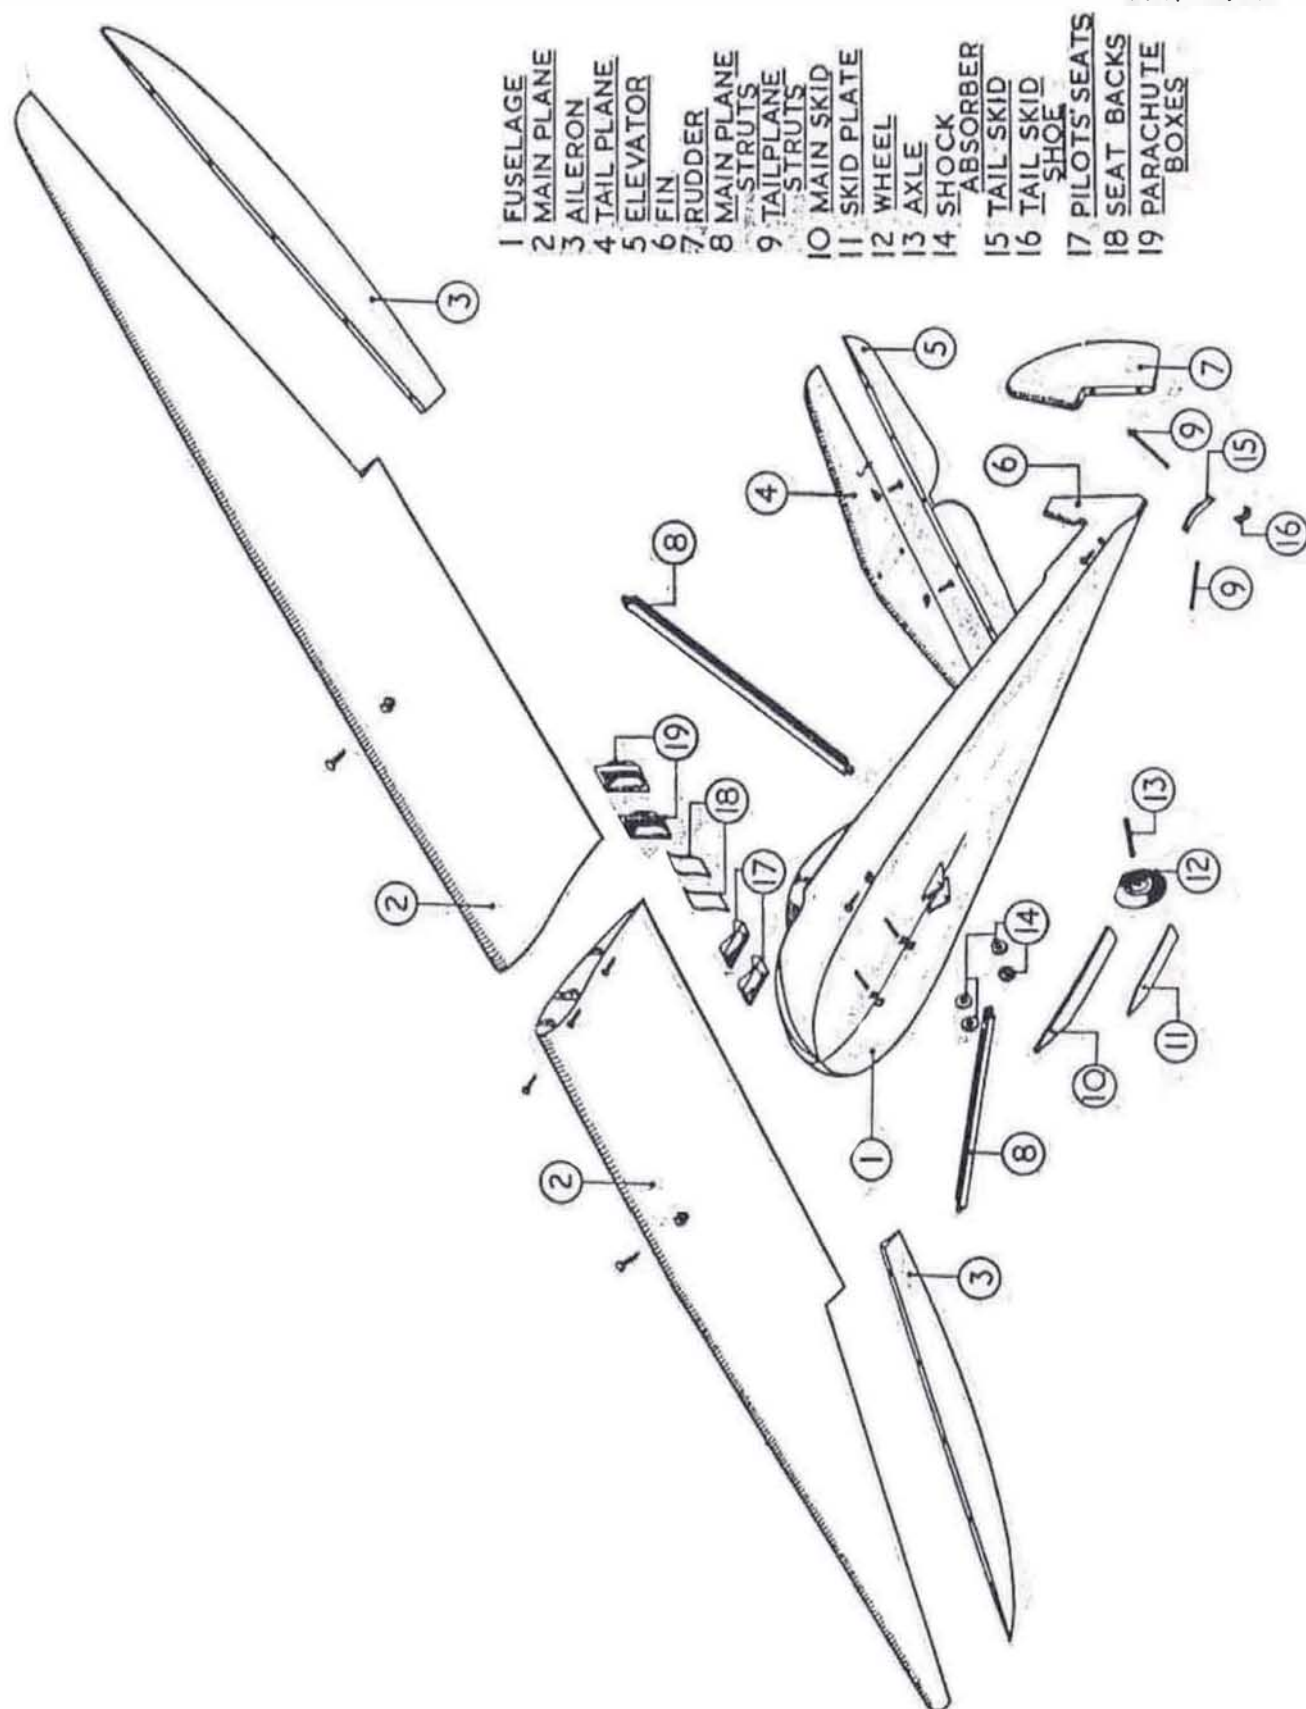 1 FUSELAGE
2 MAIN PLANE
3 AILERON
4 TAIL PLANE
5 ELEVATOR
6 FIN
7 RUDDER
8 MAIN PLANE
STRUTS
9 TAILPLANE
STRUTS
10 MAIN SKID
11 SKID PLATE
12 WHEEL
13 AXLE
14 SHOCK
ABSORBER
15 TAIL SKID
16 TAIL SKID
SHOE
17 PILOTS' SEATS
18 SEAT BACKS
19 PARACHUTE
BOXES
3
5
7
4
9
15
6
8
16
9
19
18
13
17
12
2
14
11
10
1
8
2
3